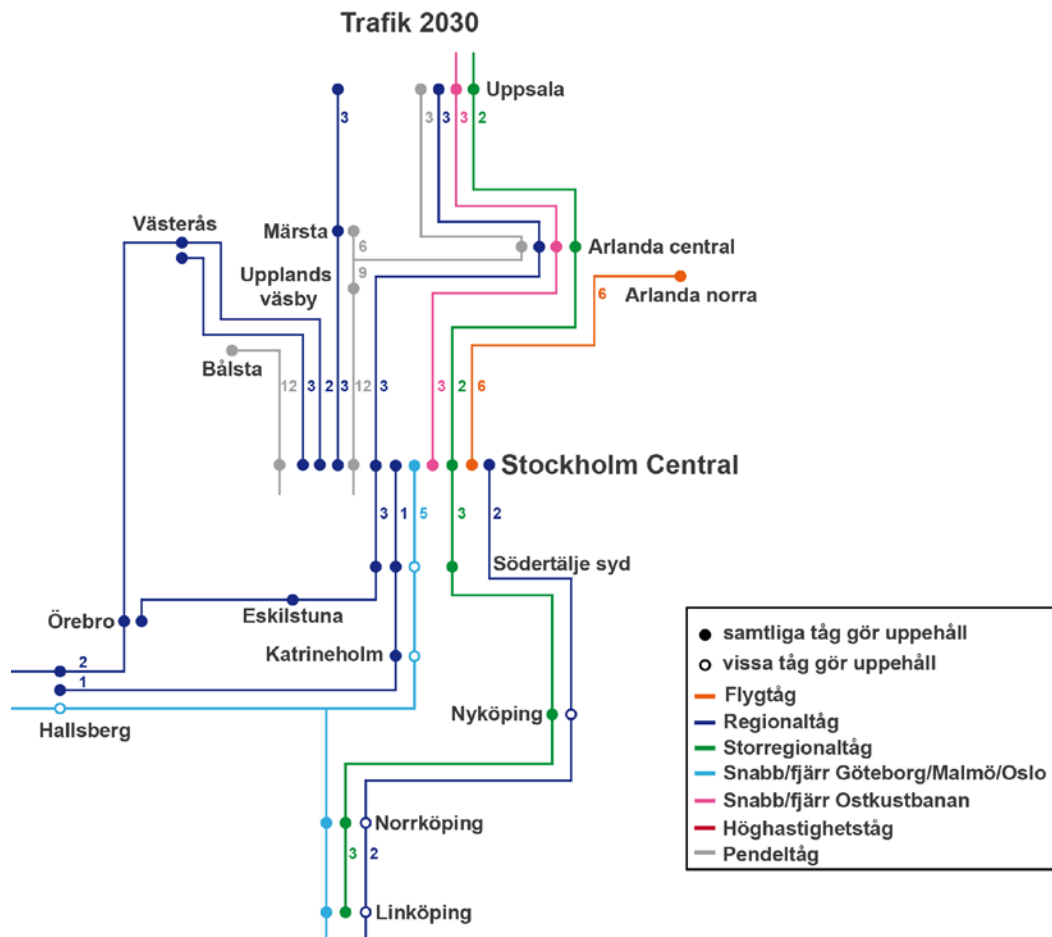 Trafik 2030
Uppsala
3
3
3
3
2
Västerås
Märsta
6
Arlanda central
Upplands
väsby
9
Arlanda norra
6
Bålsta
12
3
2
3
12
3
3
2
6
Stockholm Central
3
1
5
3
2
Södertälje syd
Eskilstuna
Örebro
Katrineholm
2
1
Hallsberg
Nyköping
Norrköping
3
2
Linköping
samtliga tåg gör uppehåll
vissa tåg gör uppehåll
Flygtåg
Regionaltåg
Storregionaltåg
Snabb/fjärr Göteborg/Malmö/Oslo
Snabb/fjärr Ostkustbanan
Höghastighetståg
Pendeltåg